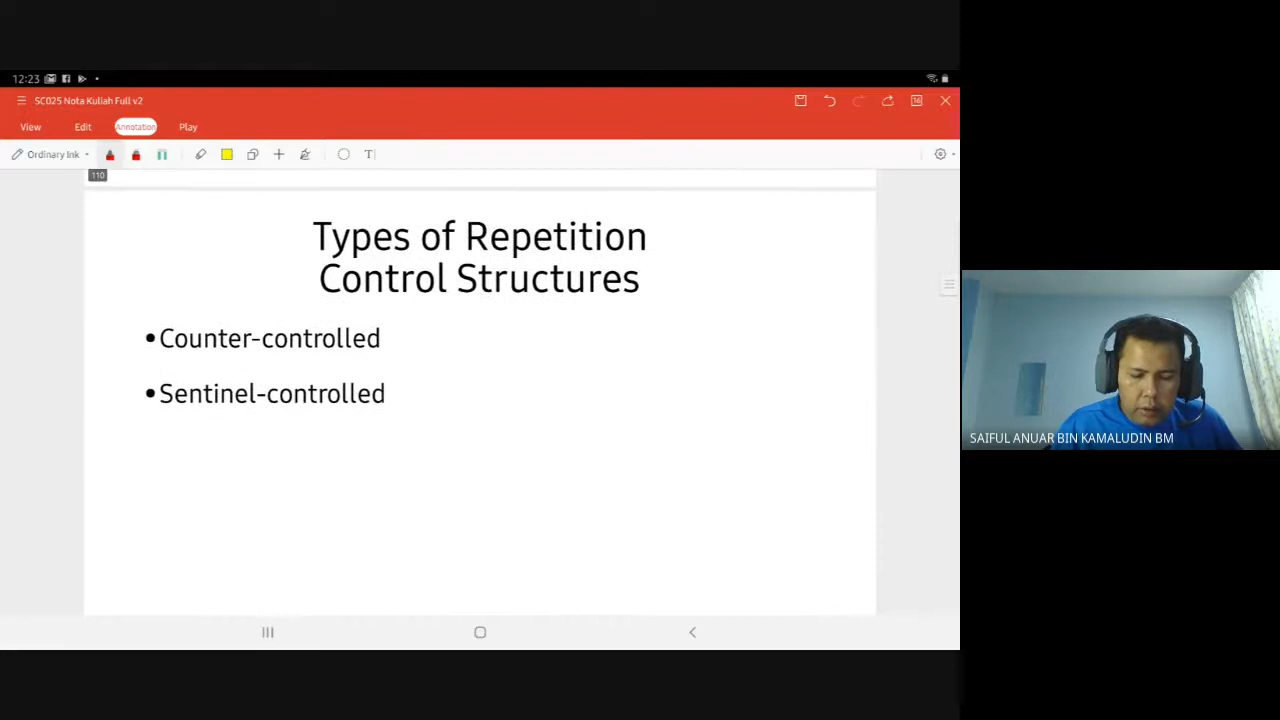 12:23
SC025 Nota Kuliah Full v2
16
View Edit Annotation Play
Ordinary Ink T
110
Types of Repetition
Control Structures
•Counter-controlled
•Sentinel-controlled
SAIFUL ANUAR BIN KAMALUDIN BM